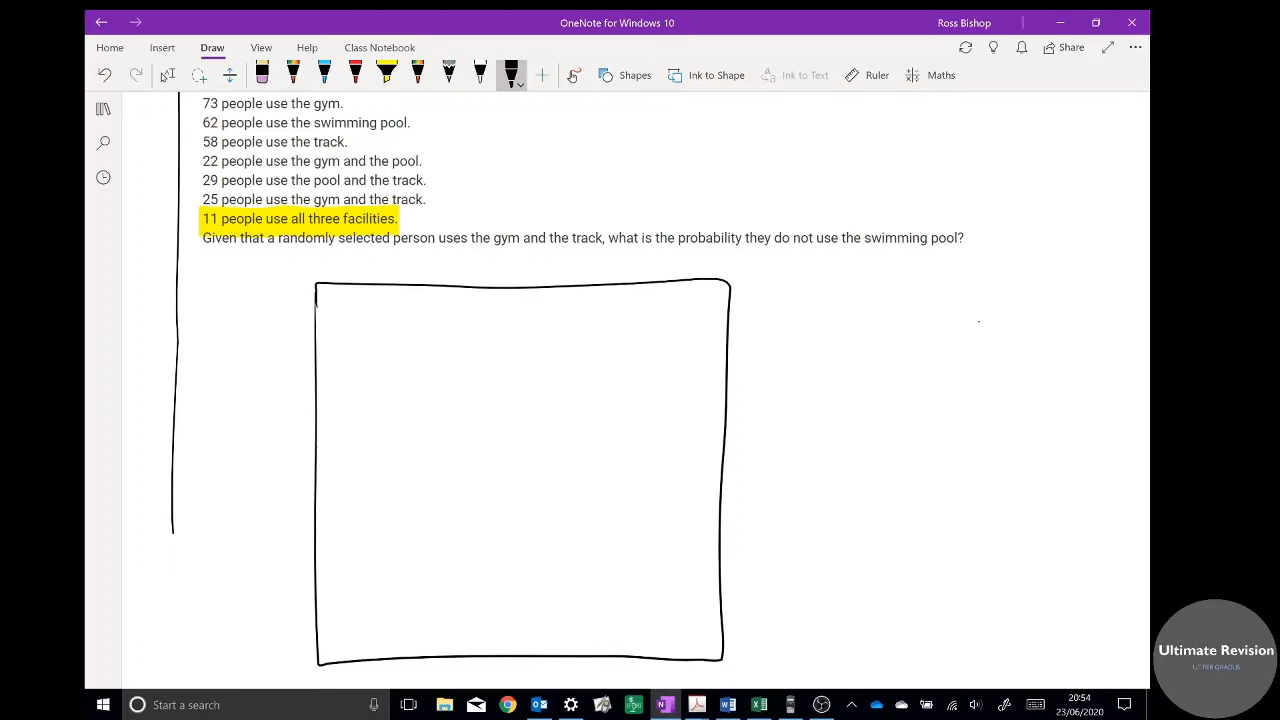 OneNote for Windows 10
Ross Bishop
Home Insert Draw View Help Class Notebook
Share
Shapes
Ink to Shape
Ink to Text
Ruler
Maths
73 people use the gym.
62 people use the swimming pool.
58 people use the track.
22 people use the gym and the pool.
29 people use the pool and the track.
25 people use the gym and the track.
11 people use all three facilities.
Given that a randomly selected person uses the gym and the track, what is the probability they do not use the swimming pool?
Ultimate Revision
UT PER GRADUS
Start a search
20:54
23/06/2020